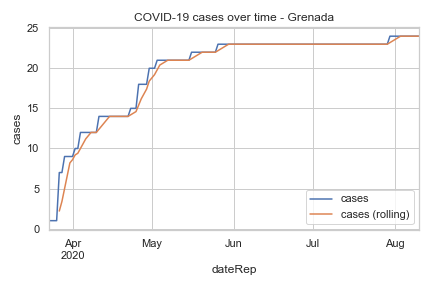 COVID-19 cases over time - Grenada
25
20
15
10
5
0
cases
Apr
2020
May
Jun
Jul
Aug
dateRep
cases
cases (rolling)